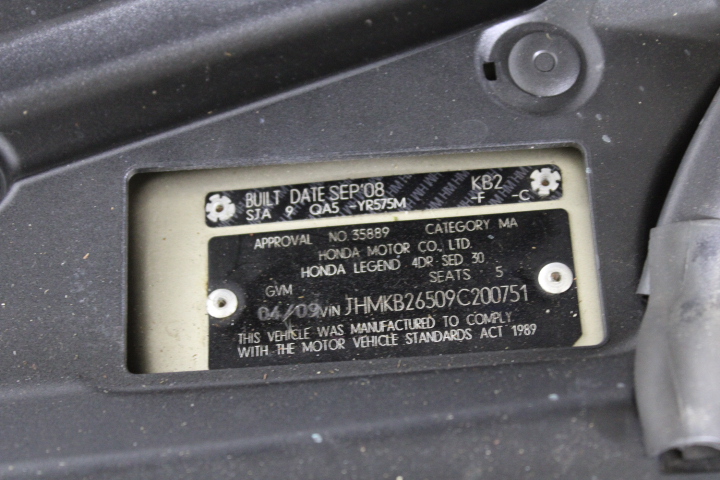 BUILT DATE SEP'08 KB2
STA 9 QA5 -YR575M -F -C
APPROVAL NO.35889 CATEGORY MA
HONDA MOTOR CO., LTD.
HONDA LEGEND 4DR SED 30
SEATS 5
GVM
04/09 VIN JHMKB26509C200751
THIS VEHICLE WAS MANUFACTURED TO COMPLY
WITH THE MOTOR VEHICLE STANDARDS ACT 1989